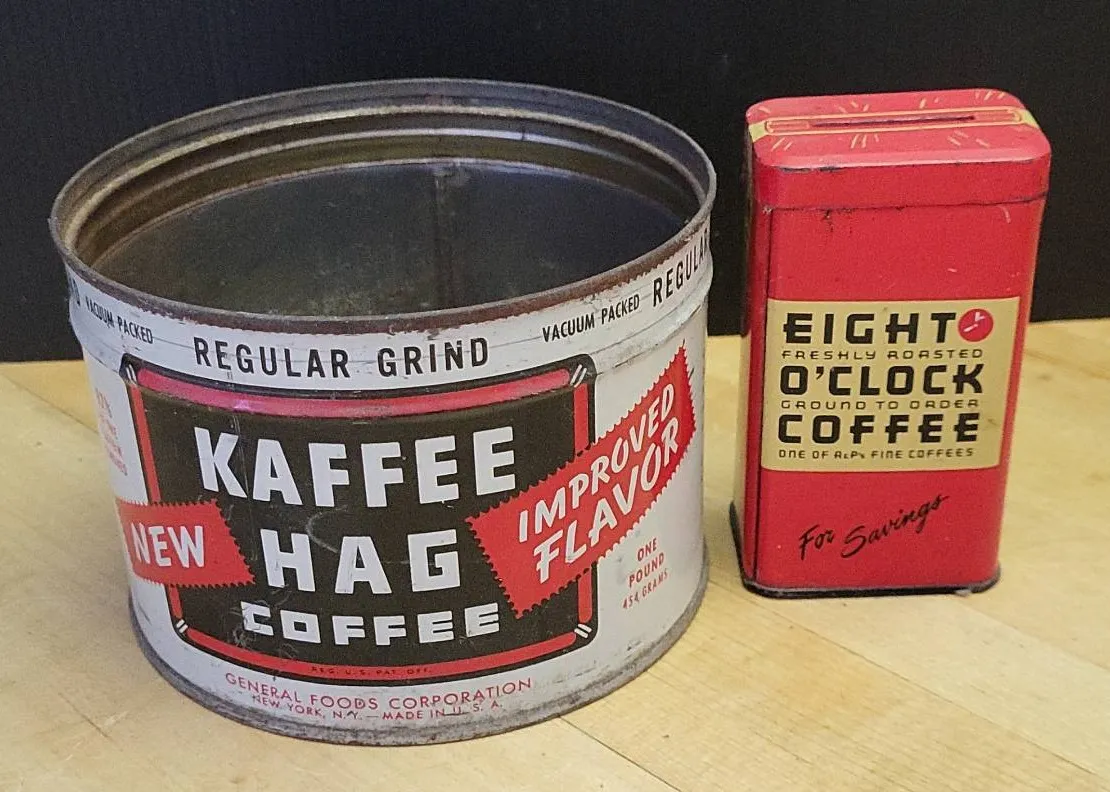 VACUUM PACKED
REGULAR GRIND
VACUUM PACKED
REGULAR
KAFFEE
HAG
COFFEE
NEW
IMPROVED
FLAVOR
ONE
POUND
454 GRAMS
REG. U.S. PAT. OFF.
GENERAL FOODS CORPORATION
NEW YORK, N.Y. — MADE IN U.S.A.
EIGHT
FRESHLY ROASTED
O'CLOCK
GROUND TO ORDER
COFFEE
ONE OF A&P's FINE COFFEES
For Savings